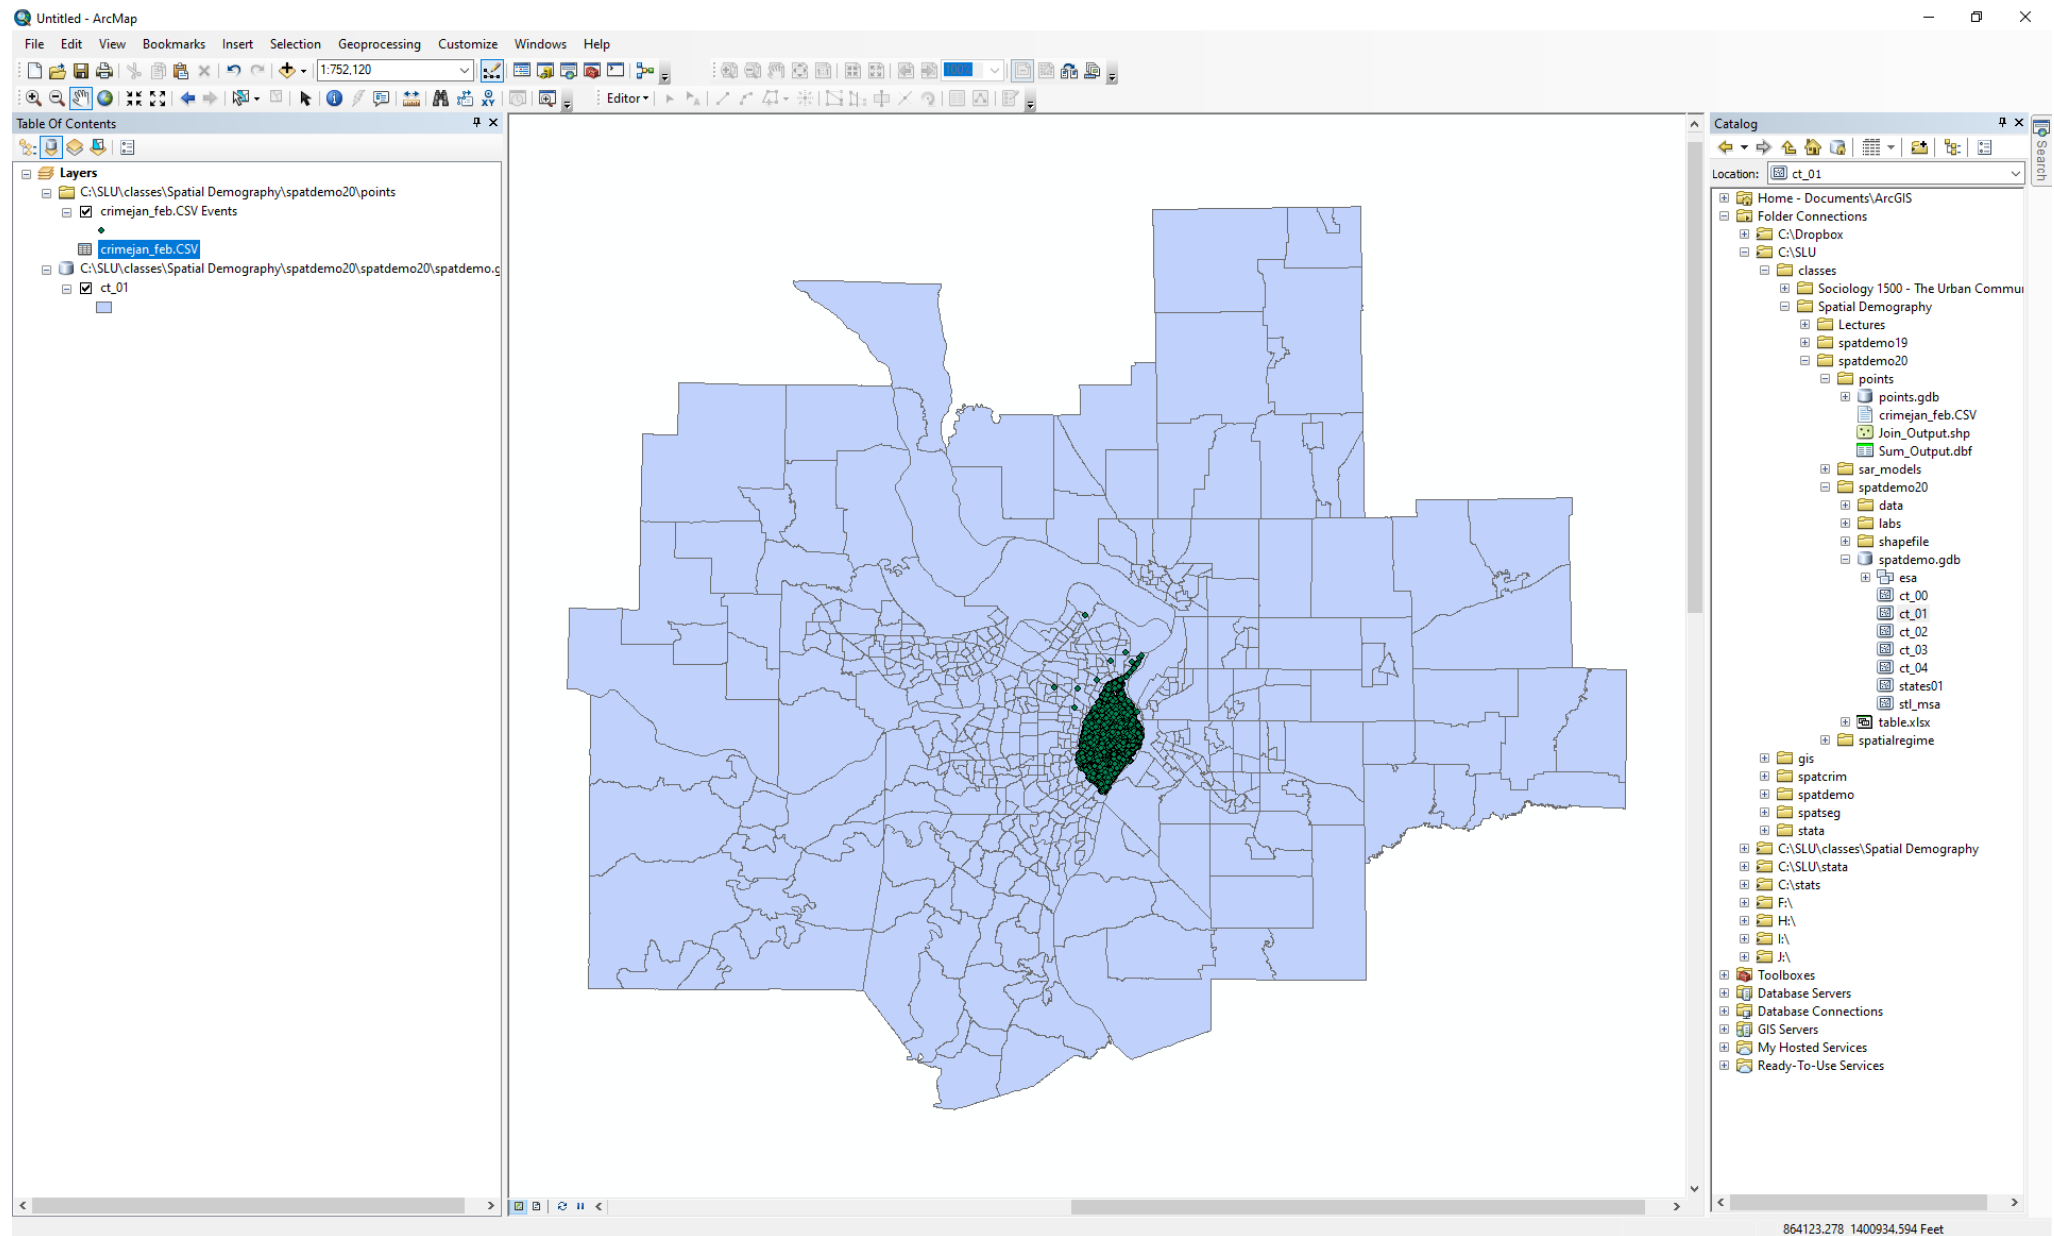 Untitled - ArcMap
File Edit View Bookmarks Insert Selection Geoprocessing Customize Windows Help
1:752,120
Editor
Table Of Contents
Layers
C:\SLU\classes\Spatial Demography\spatdemo20\points
crimejan_feb.CSV Events
crimejan_feb.CSV
C:\SLU\classes\Spatial Demography\spatdemo20\spatdemo20\spatdemo.g
ct_01
Catalog
Location: ct_01
Home - Documents\ArcGIS
Folder Connections
C:\Dropbox
C:\SLU
classes
Sociology 1500 - The Urban Commun
Spatial Demography
Lectures
spatdemo19
spatdemo20
points
points.gdb
crimejan_feb.CSV
Join_Output.shp
Sum_Output.dbf
sar_models
spatdemo20
data
labs
shapefile
spatdemo.gdb
esa
ct_00
ct_01
ct_02
ct_03
ct_04
states01
stl_msa
table.xlsx
spatialregime
gis
spatcrim
spatdemo
spatseg
stata
C:\SLU\classes\Spatial Demography
C:\SLU\stata
C:\stats
F:\
H:\
I:\
J:\
Toolboxes
Database Servers
Database Connections
GIS Servers
My Hosted Services
Ready-To-Use Services
Search
864123.278 1400934.594 Feet